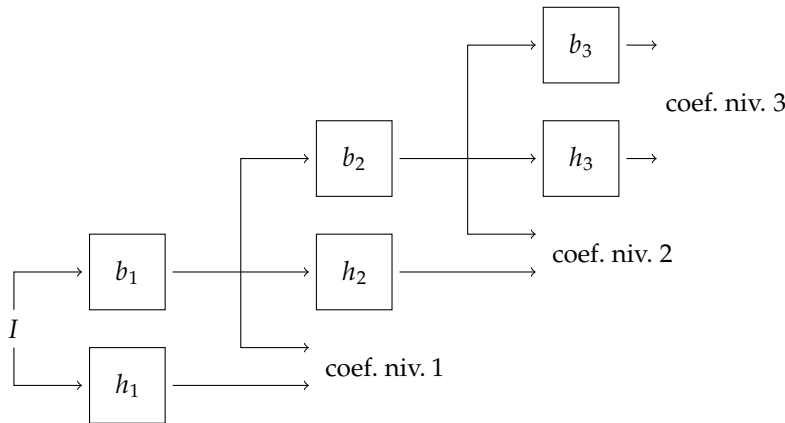 b₃
coef. niv. 3
b₂
h₃
b₁
h₂
coef. niv. 2
I
h₁
coef. niv. 1